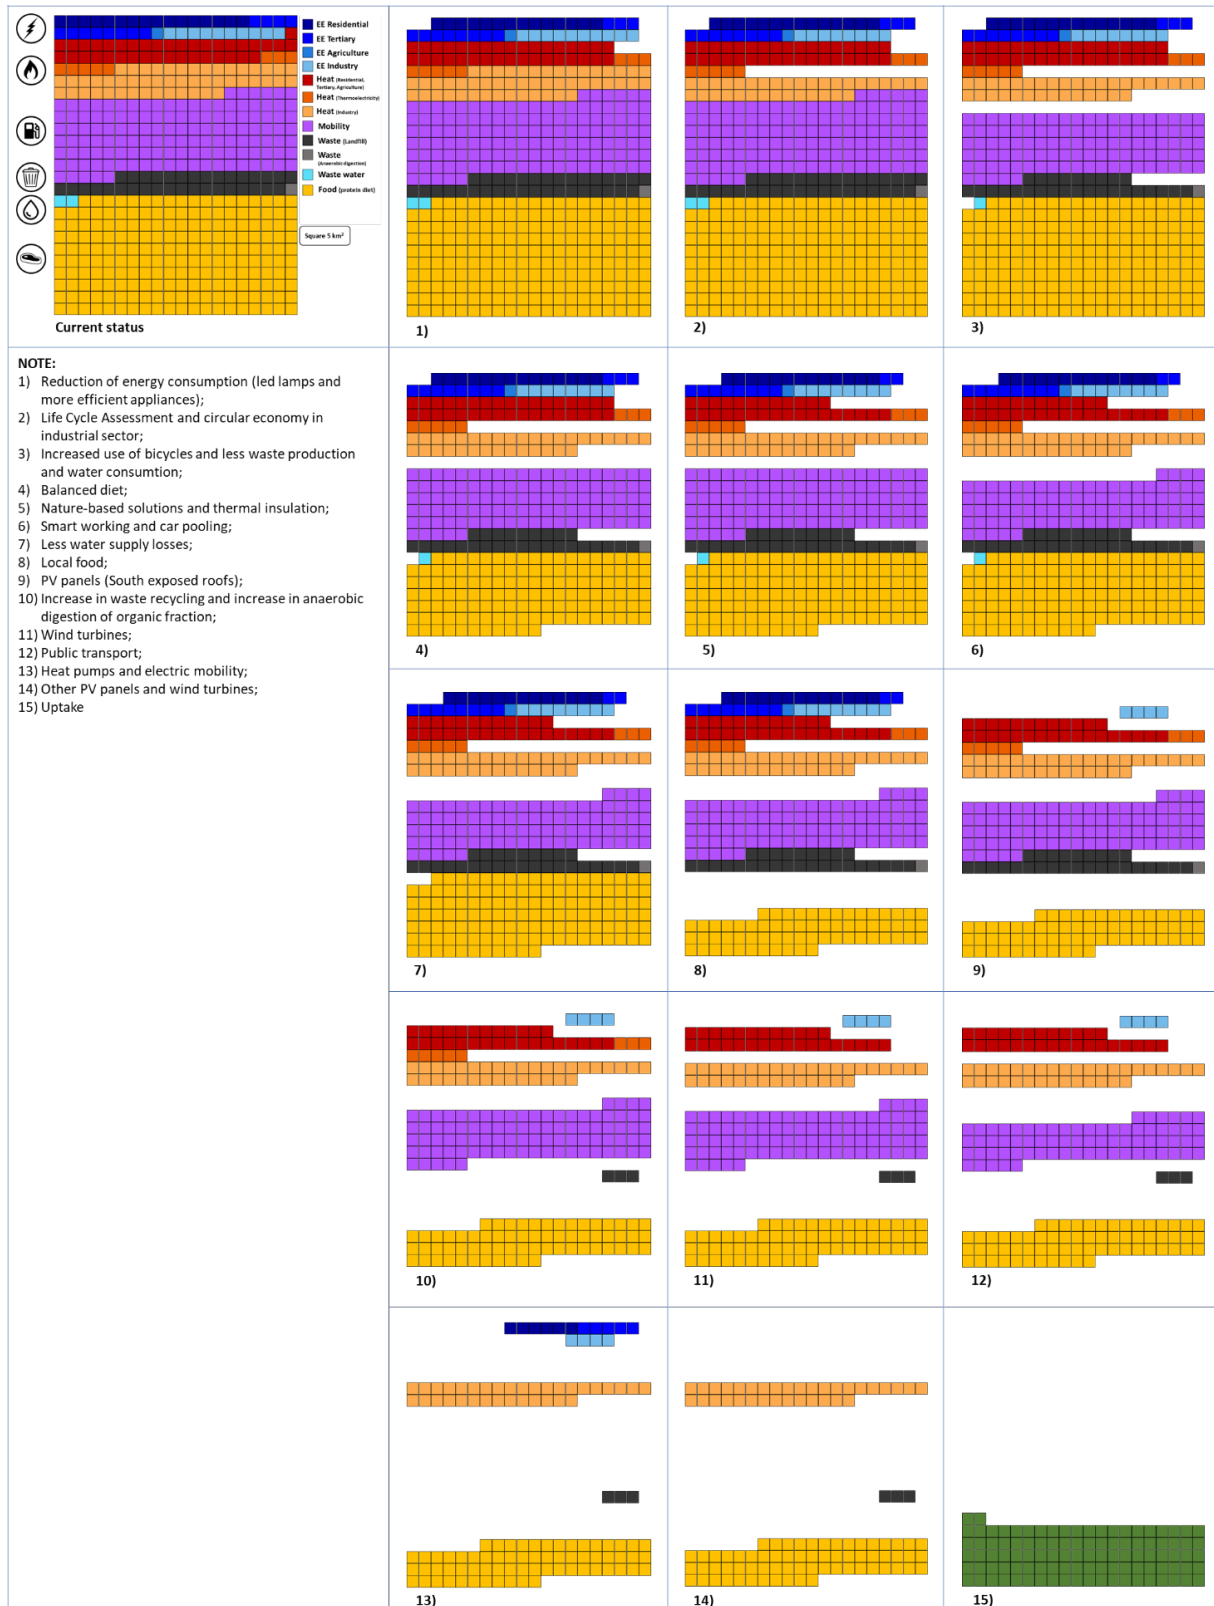 EE Residential
EE Tertiary
EE Agriculture
EE Industry
Heat (Residential,
Tertiary, Agriculture)
Heat (Thermoelectricity)
Heat (Industry)
Mobility
Waste (Landfill)
Waste
(Anaerobic digestion)
Waste water
Food (protein diet)
Square 5 km²
Current status
1)
2)
3)
NOTE:
1) Reduction of energy consumption (led lamps and
more efficient appliances);
2) Life Cycle Assessment and circular economy in
industrial sector;
3) Increased use of bicycles and less waste production
and water consumtion;
4) Balanced diet;
5) Nature-based solutions and thermal insulation;
6) Smart working and car pooling;
7) Less water supply losses;
8) Local food;
9) PV panels (South exposed roofs);
10) Increase in waste recycling and increase in anaerobic
digestion of organic fraction;
11) Wind turbines;
12) Public transport;
13) Heat pumps and electric mobility;
14) Other PV panels and wind turbines;
15) Uptake
4)
5)
6)
7)
8)
9)
10)
11)
12)
13)
14)
15)